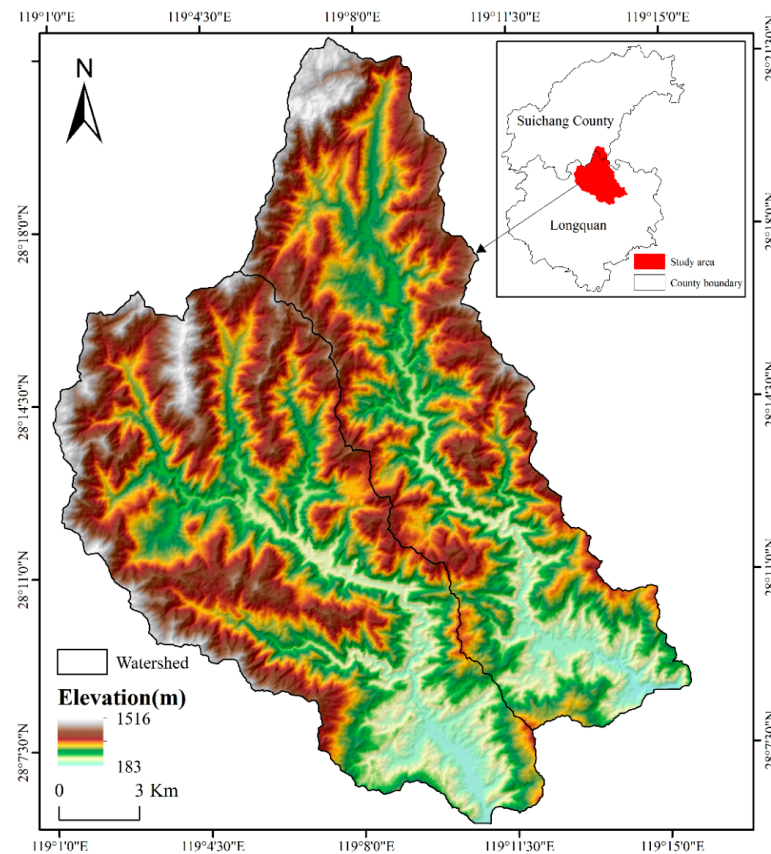 119°1'0"E 119°4'30"E 119°8'0"E 119°11'30"E 119°15'0"E
N
Suichang County
Longquan
Study area
County boundary
28°18'0"N
28°14'30"N
28°11'0"N
28°7'30"N
Watershed
Elevation(m)
1516
183
0 3 Km
119°1'0"E 119°4'30"E 119°8'0"E 119°11'30"E 119°15'0"E